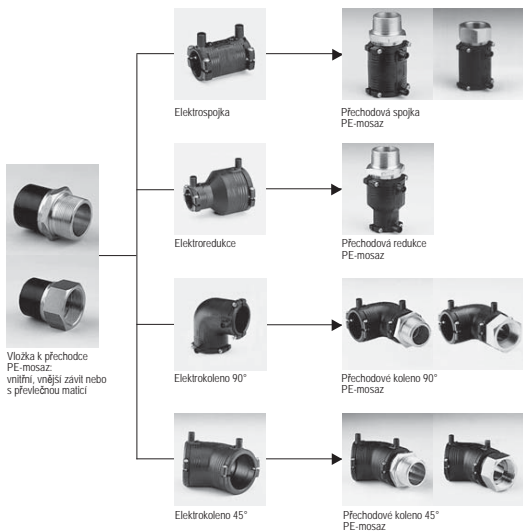 Elektrospojka
Přechodová spojka
PE-mosaz
Elektroredukce
Přechodová redukce
PE-mosaz
Vložka k přechodce
PE-mosaz:
vnitřní, vnější závit nebo
s převlečnou maticí
Elektrokoleno 90°
Přechodové koleno 90°
PE-mosaz
Elektrokoleno 45°
Přechodové koleno 45°
PE-mosaz